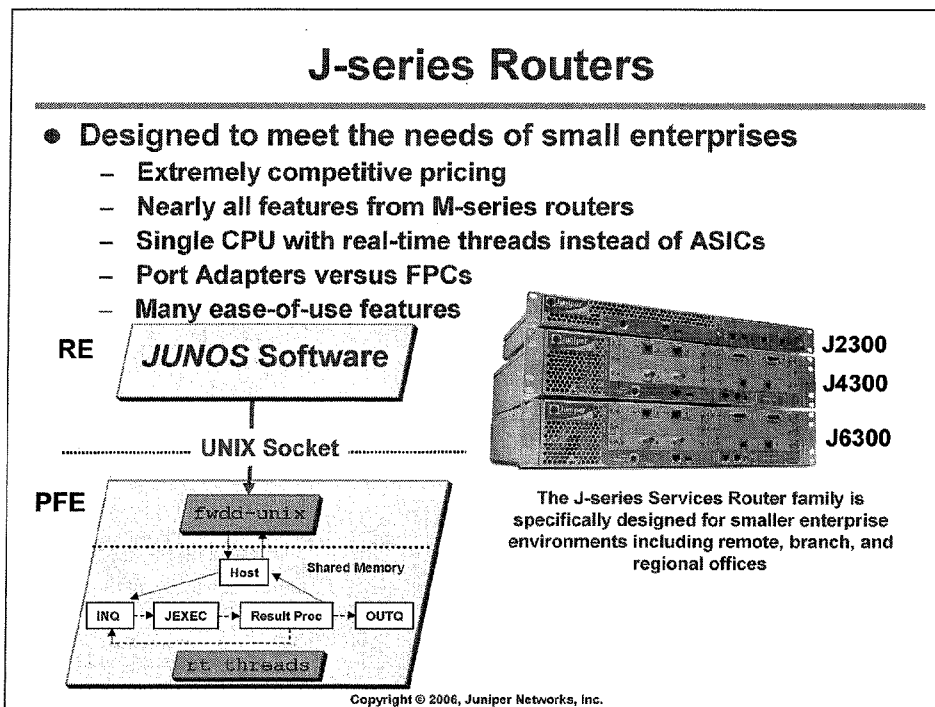 J-series Routers
● Designed to meet the needs of small enterprises
– Extremely competitive pricing
– Nearly all features from M-series routers
– Single CPU with real-time threads instead of ASICs
– Port Adapters versus FPCs
– Many ease-of-use features
RE
JUNOS Software
UNIX Socket
PFE
fwdd-unix
Shared Memory
Host
INQ
JEXEC
Result Proc
OUTQ
rt threads
Juniper
J2300
Juniper
J4300
Juniper
J6300
The J-series Services Router family is
specifically designed for smaller enterprise
environments including remote, branch, and
regional offices
Copyright © 2006, Juniper Networks, Inc.